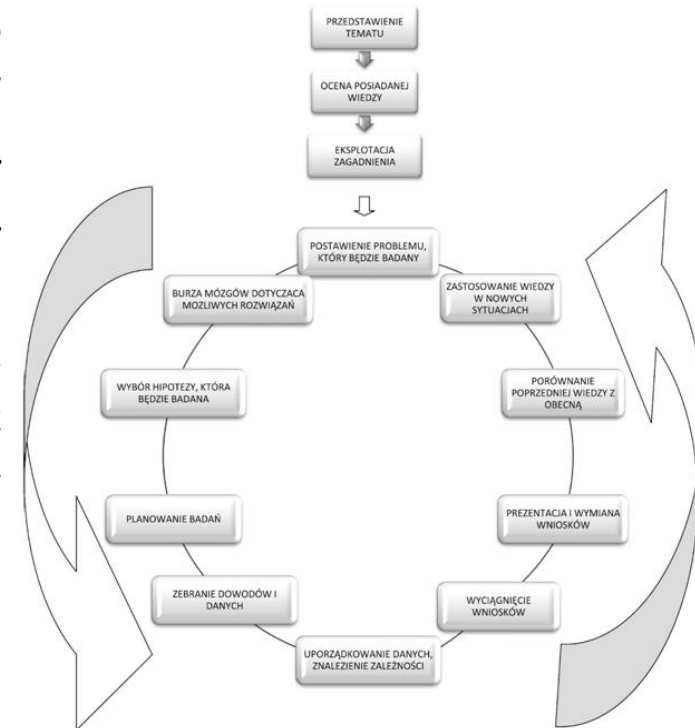 PRZEDSTAWIENIE
TEMATU
OCENA POSIADANEJ
WIEDZY
EKSPLOTACJA
ZAGADNIENIA
POSTAWIENIE PROBLEMU,
KTÓRY BĘDZIE BADANY
BURZA MÓZGÓW DOTYCZACA
MOZLIWYCH ROZWIĄZAŃ
WYBÓR HIPOTEZY, KTÓRA
BĘDZIE BADANA
PLANOWANIE BADAŃ
ZEBRANIE DOWODÓW I
DANYCH
UPORZĄDKOWANIE DANYCH,
ZNALEZIENIE ZALEŻNOŚCI
WYCIĄGNIĘCIE
WNIOSKÓW
PREZENTACJA I WYMIANA
WNIOSKÓW
PORÓWNANIE
POPRZEDNIEJ WIEDZY Z
OBECNĄ
ZASTOSOWANIE WIEDZY
W NOWYCH
SYTUACJACH